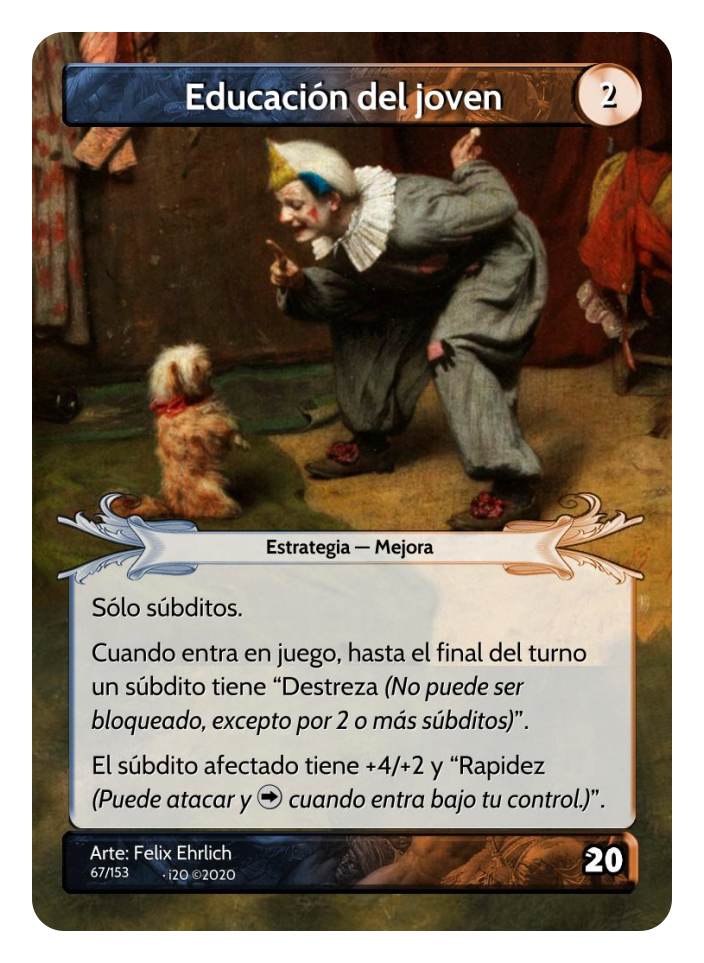 Educación del joven
2
Estrategia — Mejora
Sólo súbditos.
Cuando entra en juego, hasta el final del turno
un súbdito tiene “Destreza (No puede ser
bloqueado, excepto por 2 o más súbditos)”.
El súbdito afectado tiene +4/+2 y “Rapidez
(Puede atacar y cuando entra bajo tu control.)”.
Arte: Felix Ehrlich
67/153 · i20 ©2020
20